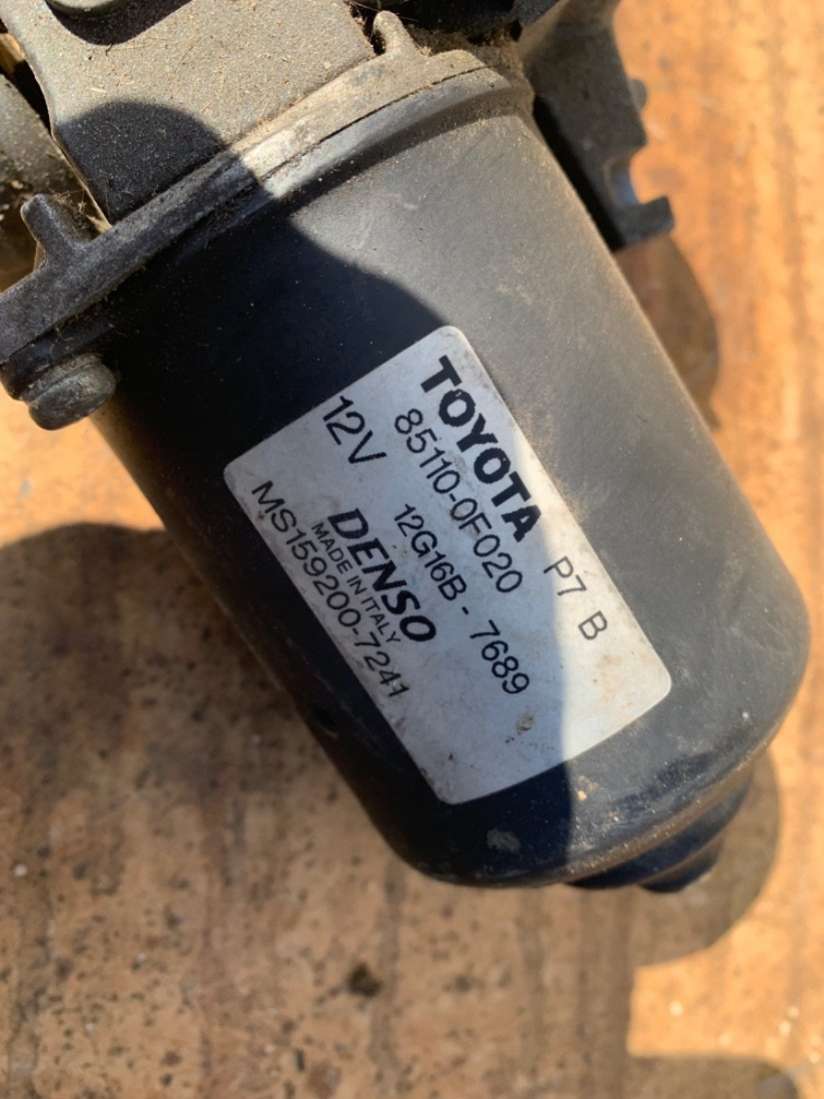 TOYOTA P7 B
85110-0F020
12V 12G16B - 7689
DENSO
MADE IN ITALY
MS159200-7241